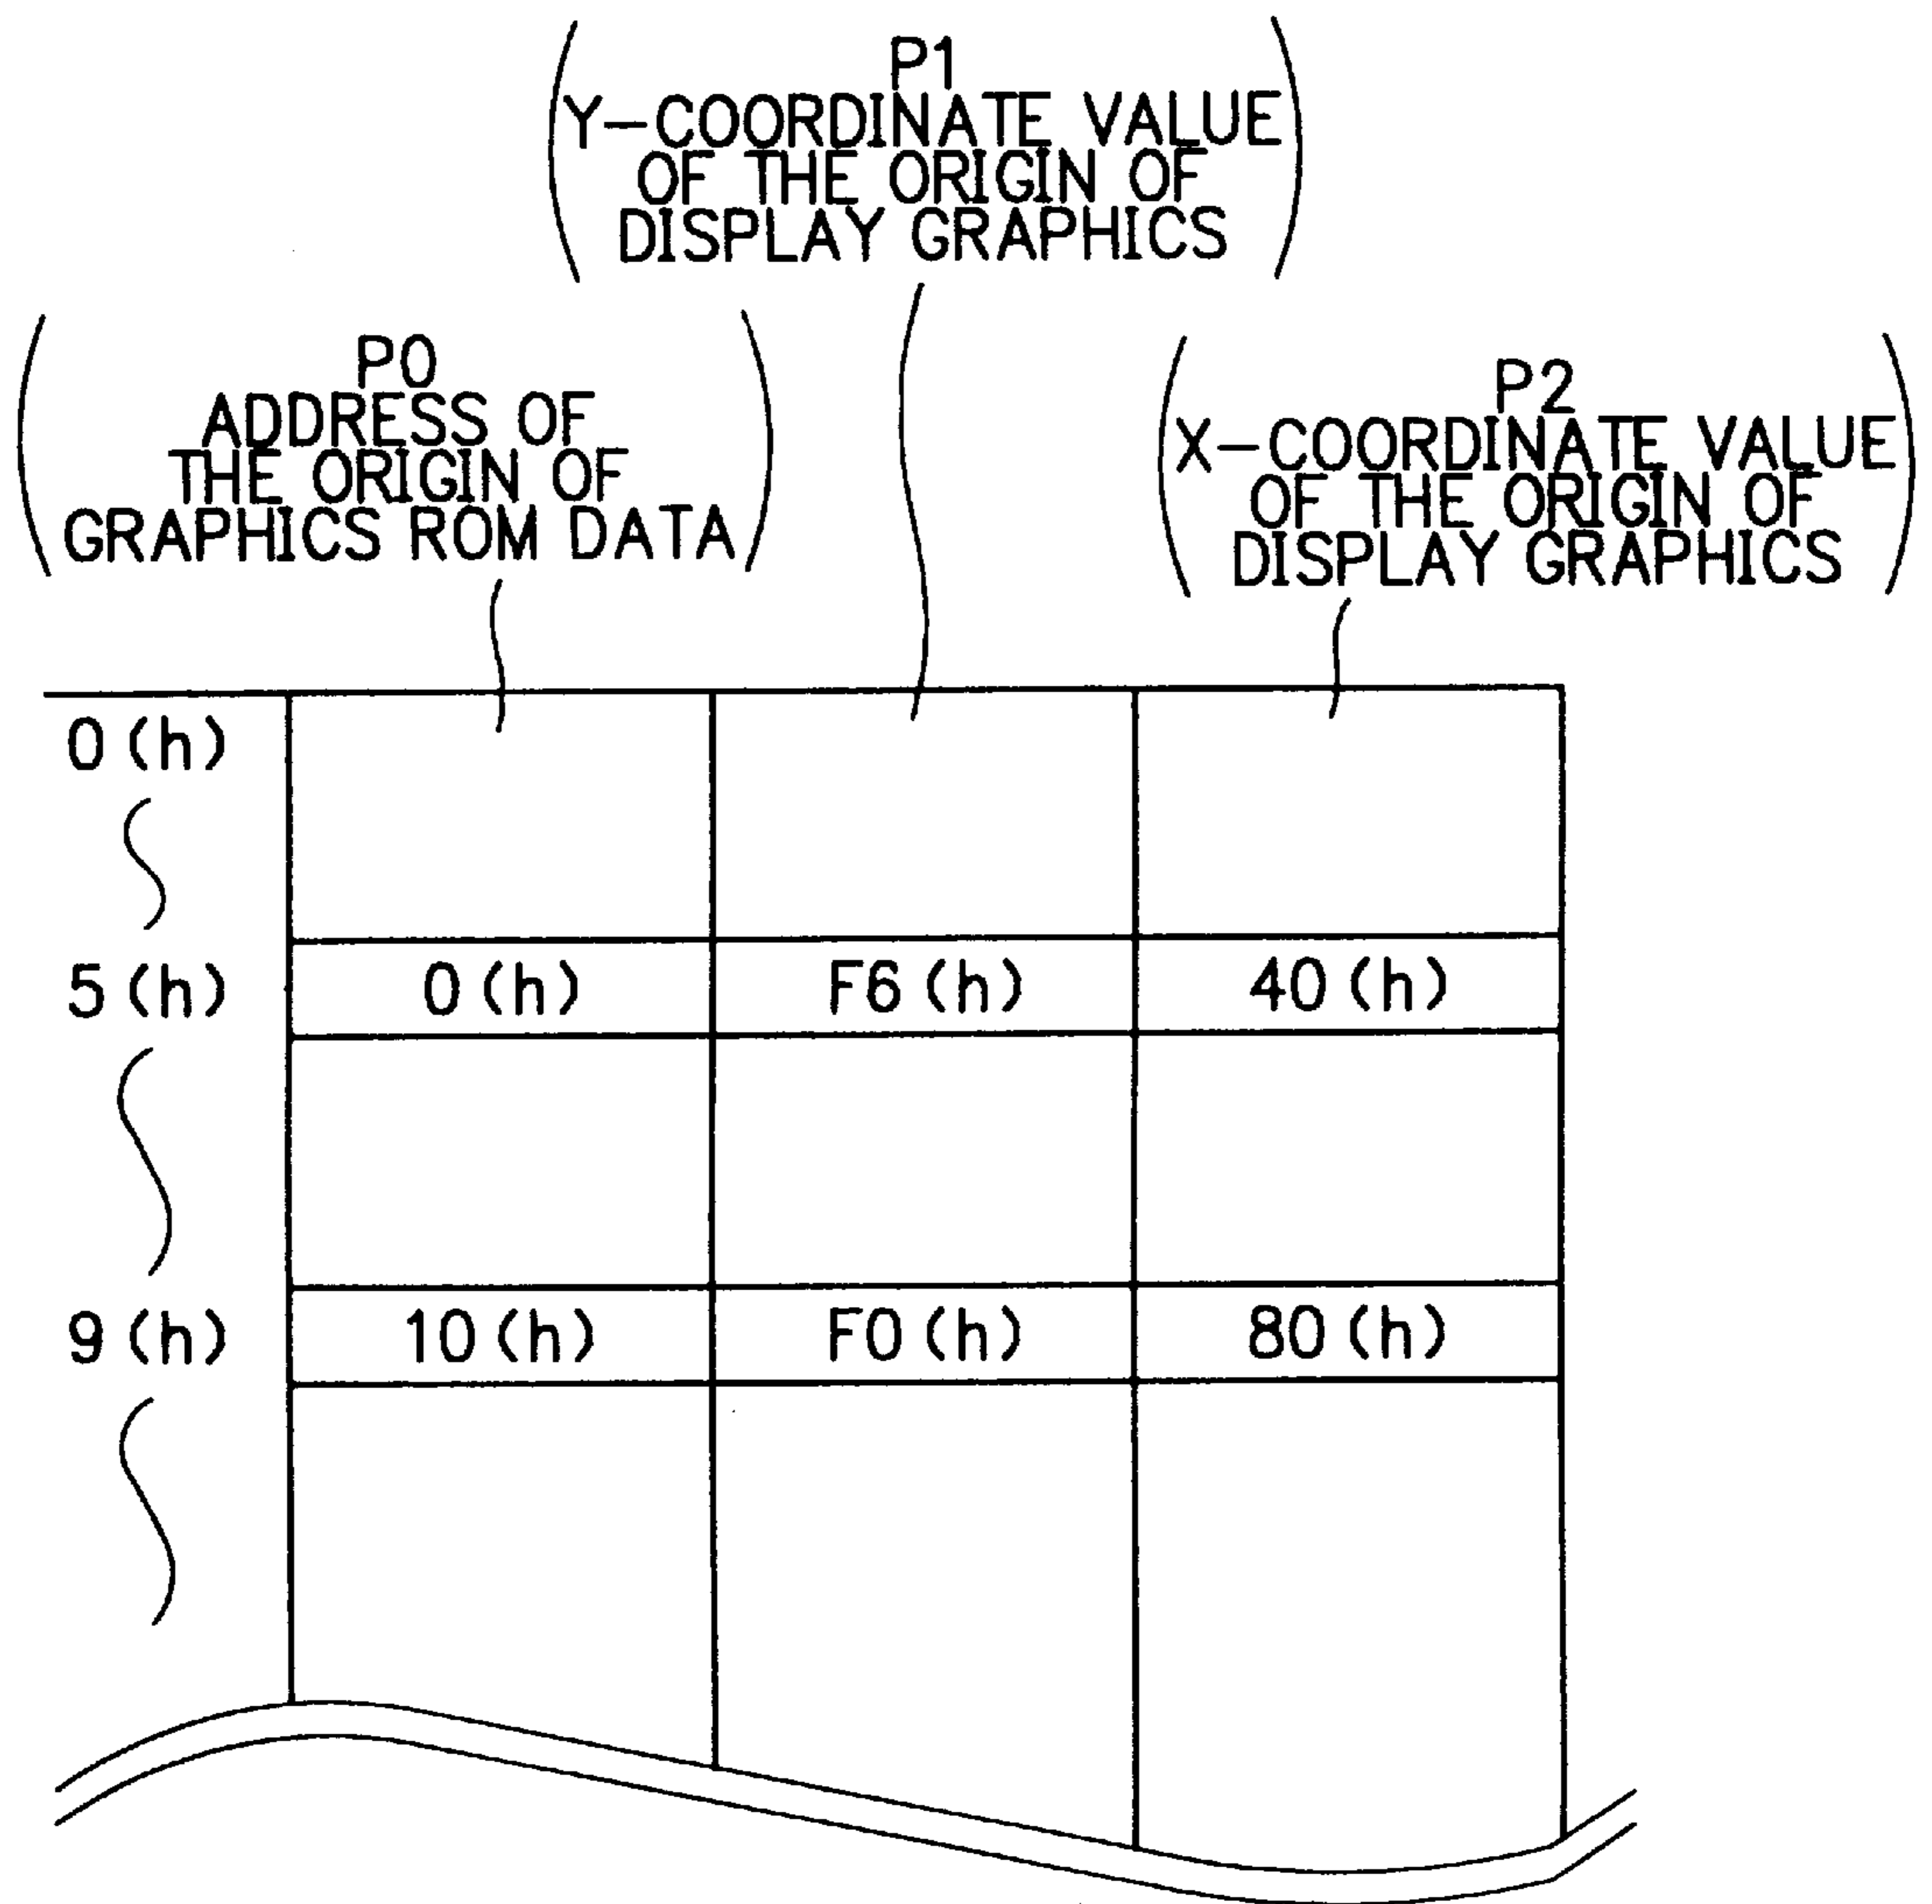 P1
Y-COORDINATE VALUE
OF THE ORIGIN OF
DISPLAY GRAPHICS
P0
ADDRESS OF
THE ORIGIN OF
GRAPHICS ROM DATA
P2
X-COORDINATE VALUE
OF THE ORIGIN OF
DISPLAY GRAPHICS
0 (h)
5 (h) 0 (h) F6 (h) 40 (h)
9 (h) 10 (h) F0 (h) 80 (h)